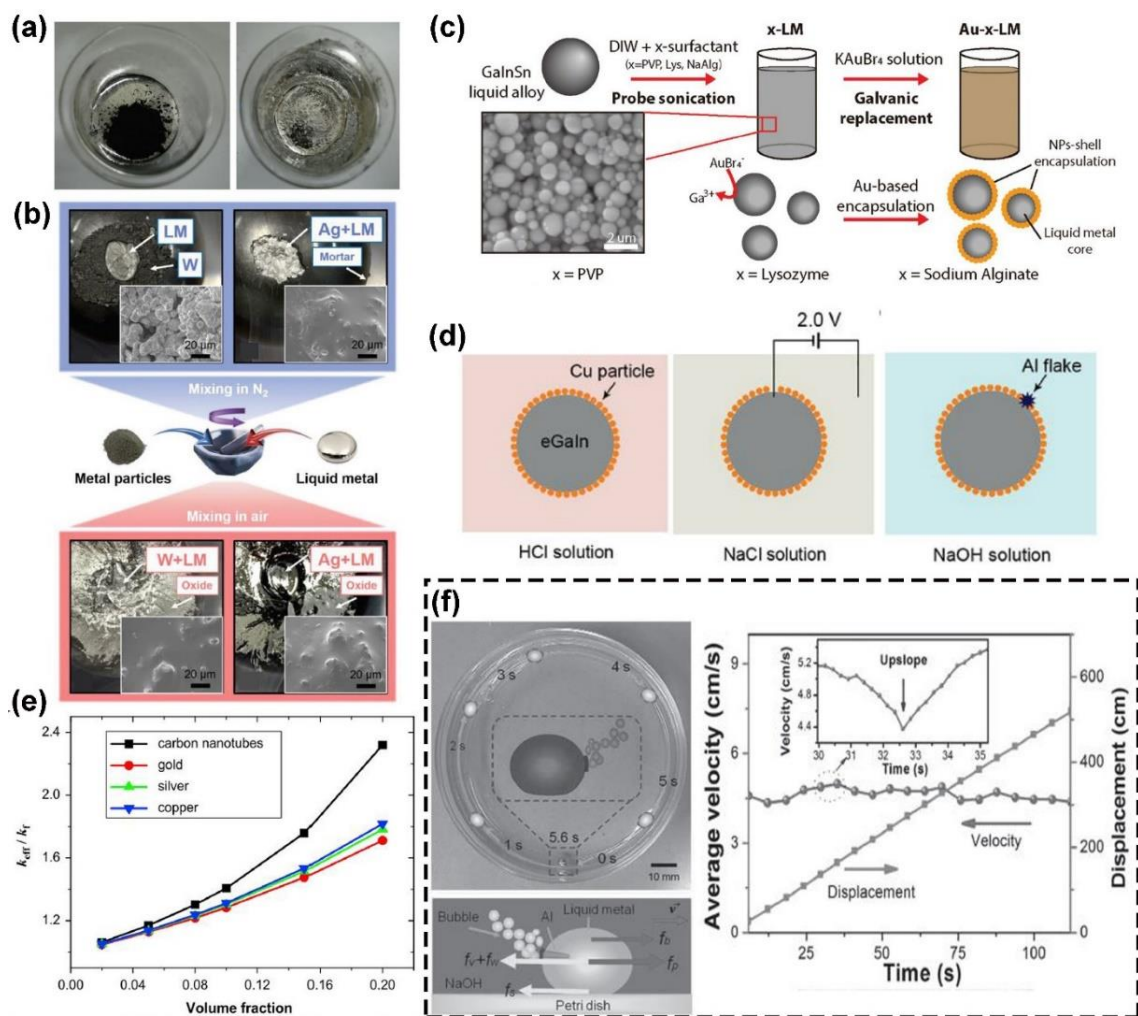 (a)
(b)
LM
W
Ag+LM
Mortar
20 µm
20 µm
Mixing in N₂
Metal particles
Liquid metal
Mixing in air
W+LM
Oxide
Ag+LM
Oxide
20 µm
20 µm
(c)
GaInSn
liquid alloy
DIW + x-surfactant
(x=PVP, Lys, NaAlg)
Probe sonication
x-LM
KAuBr₄ solution
Galvanic
replacement
Au-x-LM
2 um
AuBr₄⁻
Ga³⁺
Au-based
encapsulation
NPs-shell
encapsulation
Liquid metal
core
x = PVP
x = Lysozyme
x = Sodium Alginate
(d)
2.0 V
Cu particle
eGaIn
Al flake
HCl solution
NaCl solution
NaOH solution
(e)
k_eff / k_f
2.4
2.0
1.6
1.2
carbon nanotubes
gold
silver
copper
0.00
0.04
0.08
0.12
0.16
0.20
Volume fraction
(f)
3 s
4 s
2 s
5 s
1 s
5.6 s
0 s
10 mm
Bubble
Al
Liquid metal
v
f_b
f_v+f_w
f_p
NaOH
f_s
Petri dish
Average velocity (cm/s)
9
6
3
0
Velocity (cm/s)
5.2
4.8
4.4
Upslope
30
31
32
33
34
35
Time (s)
Velocity
Displacement
600
400
200
0
Displacement (cm)
25
50
75
100
Time (s)